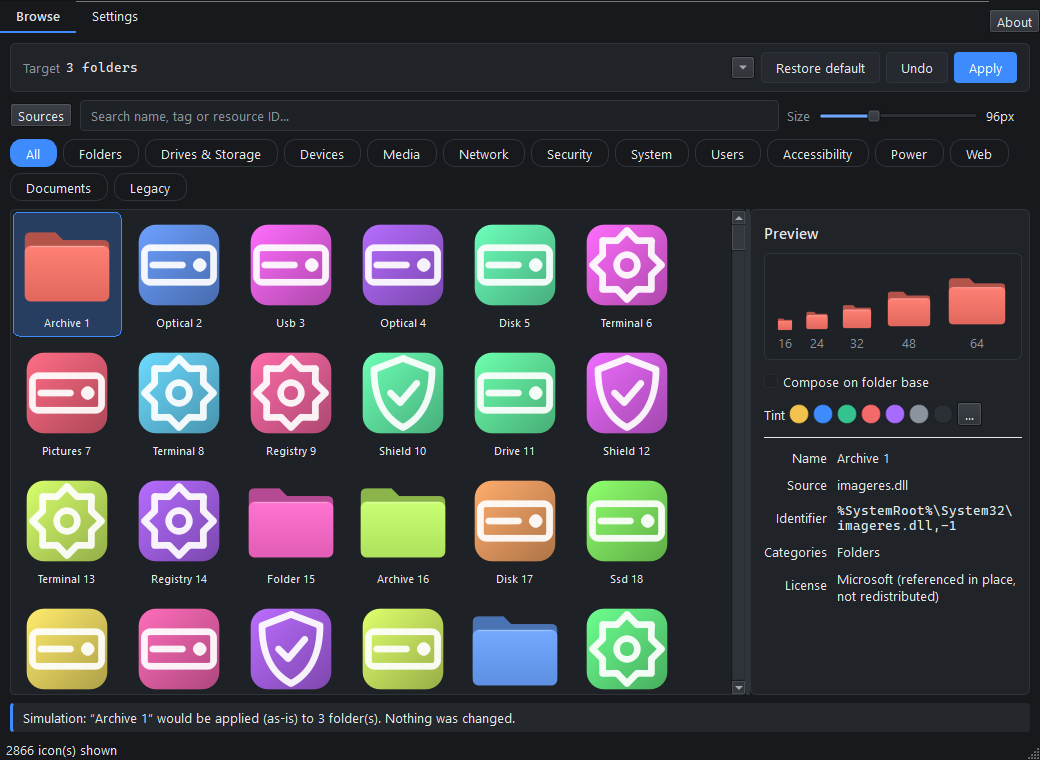 Browse Settings
About
Target 3 folders Restore default Undo Apply
Sources Search name, tag or resource ID... Size 96px
All Folders Drives & Storage Devices Media Network Security System Users Accessibility Power Web
Documents Legacy
Archive 1 Optical 2 Usb 3 Optical 4 Disk 5 Terminal 6
Pictures 7 Terminal 8 Registry 9 Shield 10 Drive 11 Shield 12
Terminal 13 Registry 14 Folder 15 Archive 16 Disk 17 Ssd 18
Preview
16 24 32 48 64
Compose on folder base
Tint ...
Name Archive 1
Source imageres.dll
Identifier %SystemRoot%\System32\
imageres.dll,-1
Categories Folders
License Microsoft (referenced in place,
not redistributed)
Simulation: “Archive 1” would be applied (as-is) to 3 folder(s). Nothing was changed.
2866 icon(s) shown